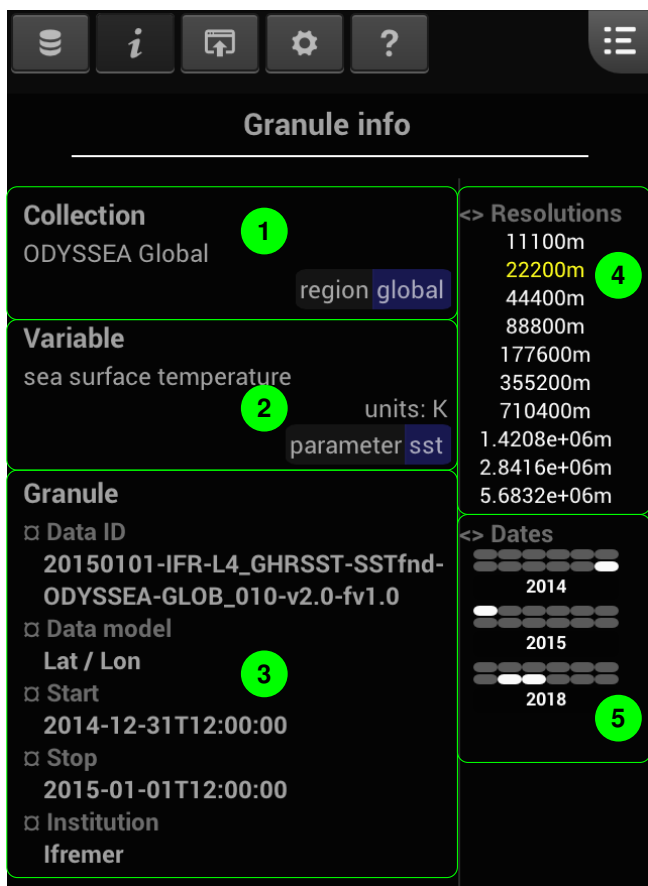 i
?
Granule info
Collection
1
ODYSSEA Global
region global
Variable
sea surface temperature
2
units: K
parameter sst
Granule
¤ Data ID
20150101-IFR-L4_GHRSST-SSTfnd-
ODYSSEA-GLOB_010-v2.0-fv1.0
¤ Data model
Lat / Lon
3
¤ Start
2014-12-31T12:00:00
¤ Stop
2015-01-01T12:00:00
¤ Institution
Ifremer
<> Resolutions
11100m
22200m
4
44400m
88800m
177600m
355200m
710400m
1.4208e+06m
2.8416e+06m
5.6832e+06m
<> Dates
2014
2015
2018
5